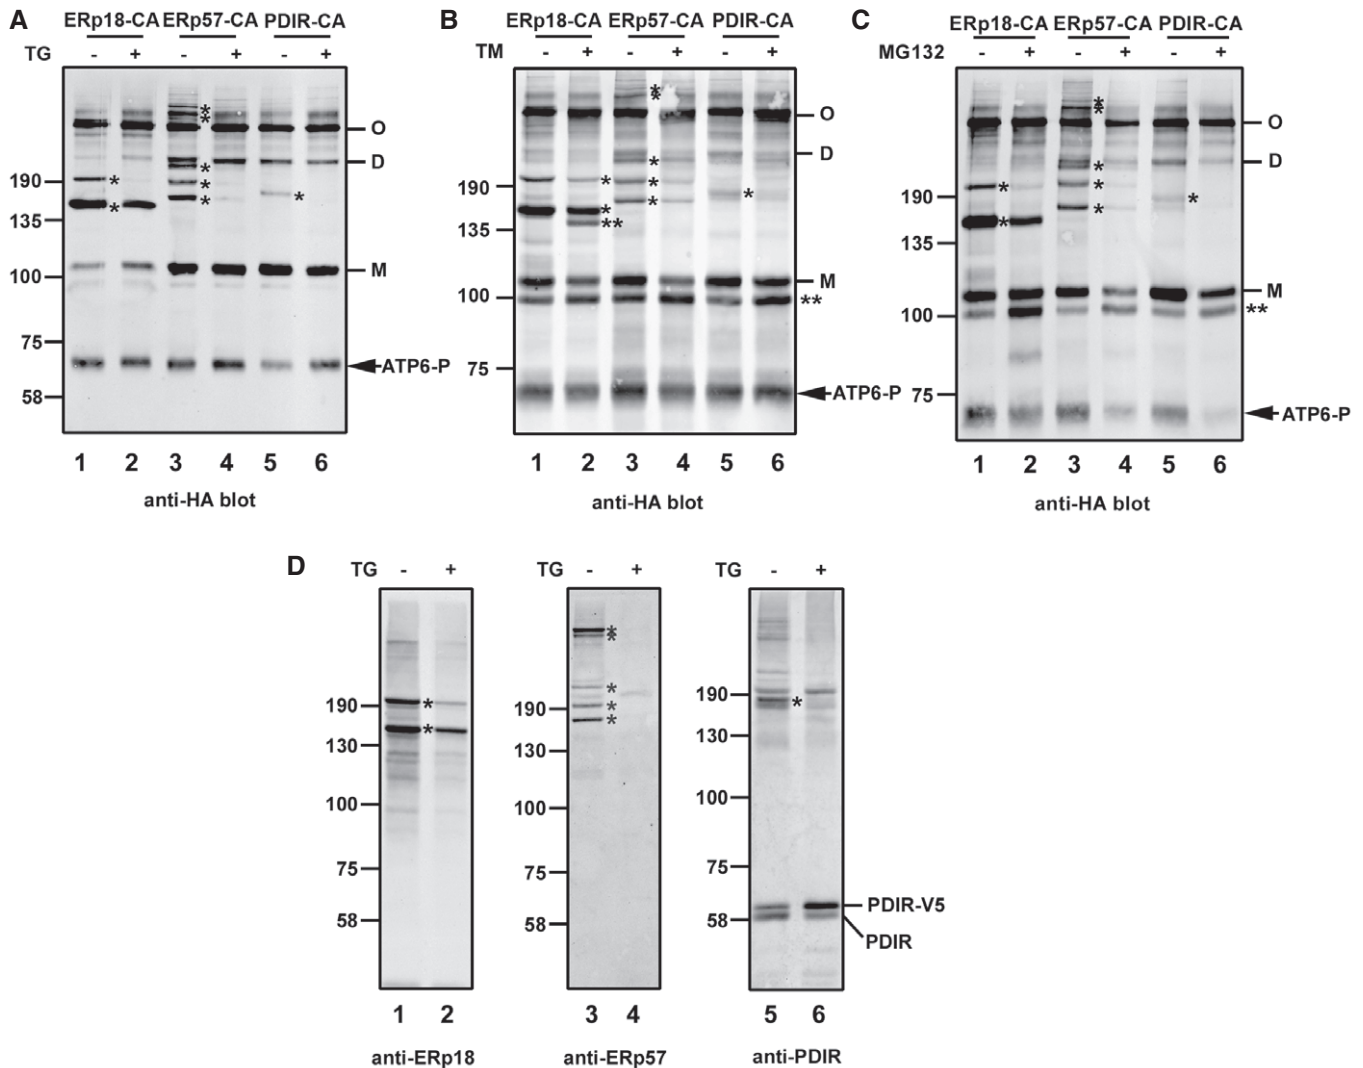 A
ERp18-CA ERp57-CA PDIR-CA
TG - + - + - +
* * * * * * * *
O
D
190
135
100
M
75
ATP6-P
58
1 2 3 4 5 6
anti-HA blot
B
ERp18-CA ERp57-CA PDIR-CA
TM - + - + - +
* * * * * * * *
**
O
D
190
135
M
100
**
75
ATP6-P
1 2 3 4 5 6
anti-HA blot
C
ERp18-CA ERp57-CA PDIR-CA
MG132 - + - + - +
* * * * * * * *
O
D
190
135
M
100
**
75
ATP6-P
1 2 3 4 5 6
anti-HA blot
D
TG - +
190 *
*
130
100
75
58
1 2
anti-ERp18
TG - +
* *
*
190 *
*
130
100
75
58
3 4
anti-ERp57
TG - +
190
*
130
100
75
58
PDIR-V5
PDIR
5 6
anti-PDIR